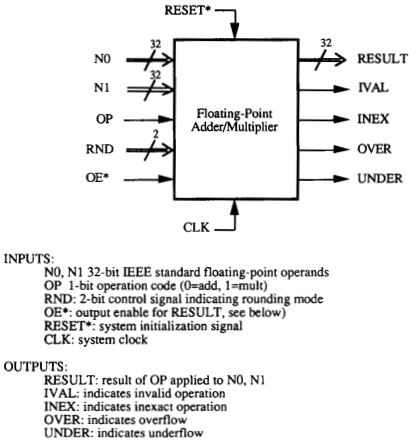 RESET*
N0 32 32 RESULT
N1 32 IVAL
OP Floating-Point INEX
Adder/Multiplier
RND 2 OVER
OE* UNDER
CLK
INPUTS:
N0, N1 32-bit IEEE standard floating-point operands
OP 1-bit operation code (0=add, 1=mult)
RND: 2-bit control signal indicating rounding mode
OE*: output enable for RESULT, see below)
RESET*: system initialization signal
CLK: system clock
OUTPUTS:
RESULT: result of OP applied to N0, N1
IVAL: indicates invalid operation
INEX: indicates inexact operation
OVER: indicates overflow
UNDER: indicates underflow